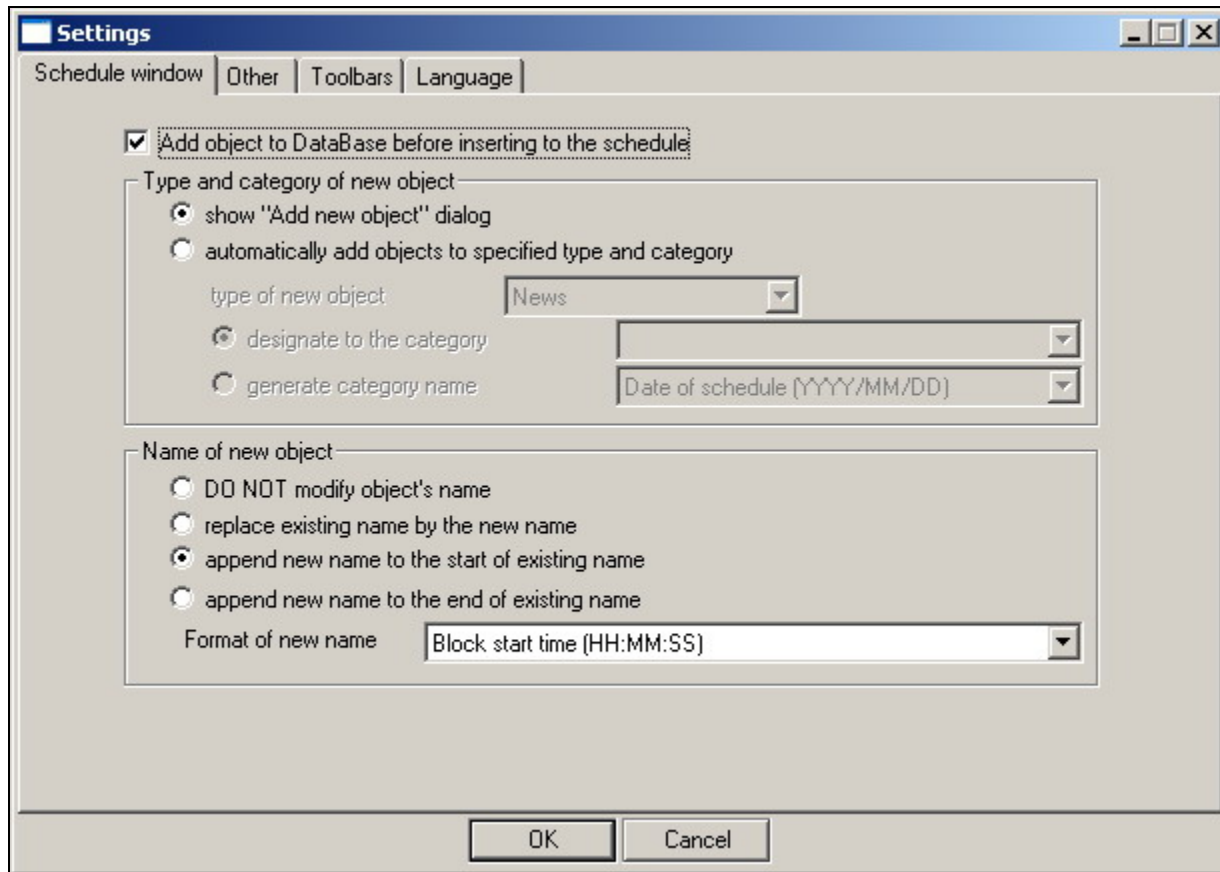 Settings
Schedule window Other Toolbars Language
Add object to DataBase before inserting to the schedule
Type and category of new object
show "Add new object" dialog
automatically add objects to specified type and category
type of new object News
designate to the category
generate category name Date of schedule (YYYY/MM/DD)
Name of new object
DO NOT modify object's name
replace existing name by the new name
append new name to the start of existing name
append new name to the end of existing name
Format of new name Block start time (HH:MM:SS)
OK Cancel